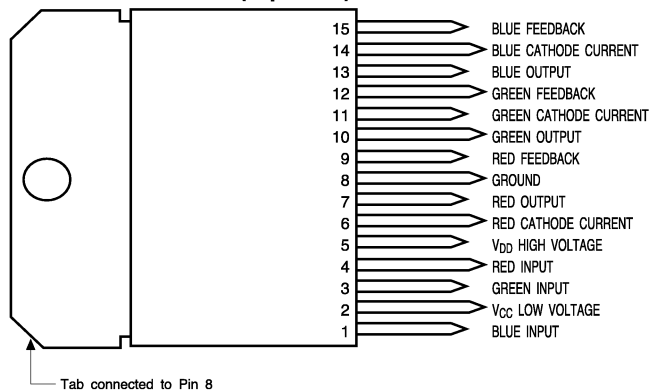 15 BLUE FEEDBACK
14 BLUE CATHODE CURRENT
13 BLUE OUTPUT
12 GREEN FEEDBACK
11 GREEN CATHODE CURRENT
10 GREEN OUTPUT
9 RED FEEDBACK
8 GROUND
7 RED OUTPUT
6 RED CATHODE CURRENT
5 VDD HIGH VOLTAGE
4 RED INPUT
3 GREEN INPUT
2 VCC LOW VOLTAGE
1 BLUE INPUT
Tab connected to Pin 8